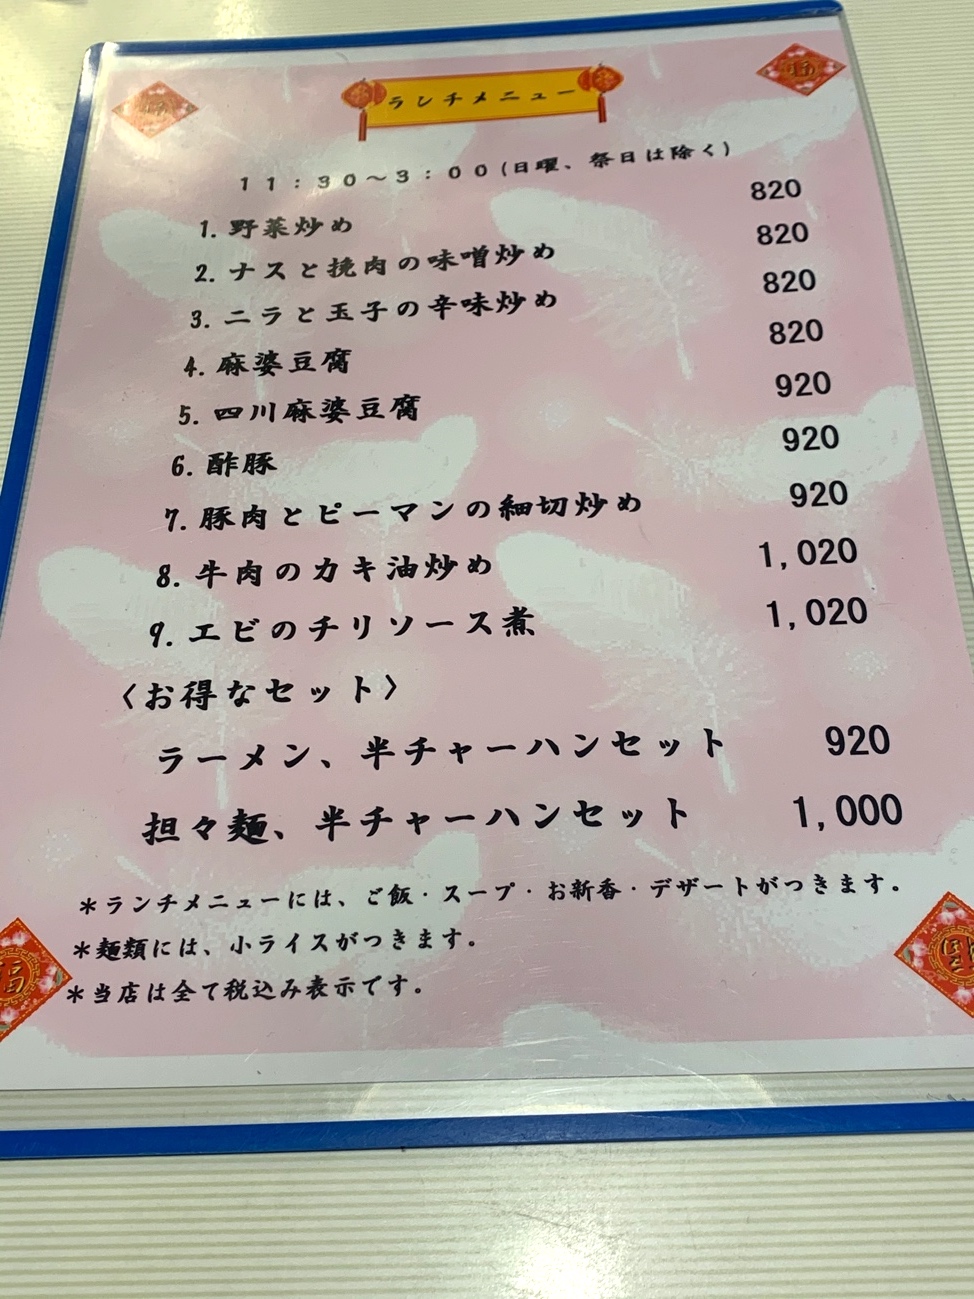 ランチメニュー
11:30〜3:00(日曜、祭日は除く)
1. 野菜炒め 820
2. ナスと挽肉の味噌炒め 820
3. ニラと玉子の辛味炒め 820
4. 麻婆豆腐 820
5. 四川麻婆豆腐 920
6. 酢豚 920
7. 豚肉とピーマンの細切炒め 920
8. 牛肉のカキ油炒め 1,020
9. エビのチリソース煮 1,020
〈お得なセット〉
ラーメン、半チャーハンセット 920
担々麺、半チャーハンセット 1,000
*ランチメニューには、ご飯・スープ・お新香・デザートがつきます。
*麺類には、小ライスがつきます。
*当店は全て税込み表示です。
福